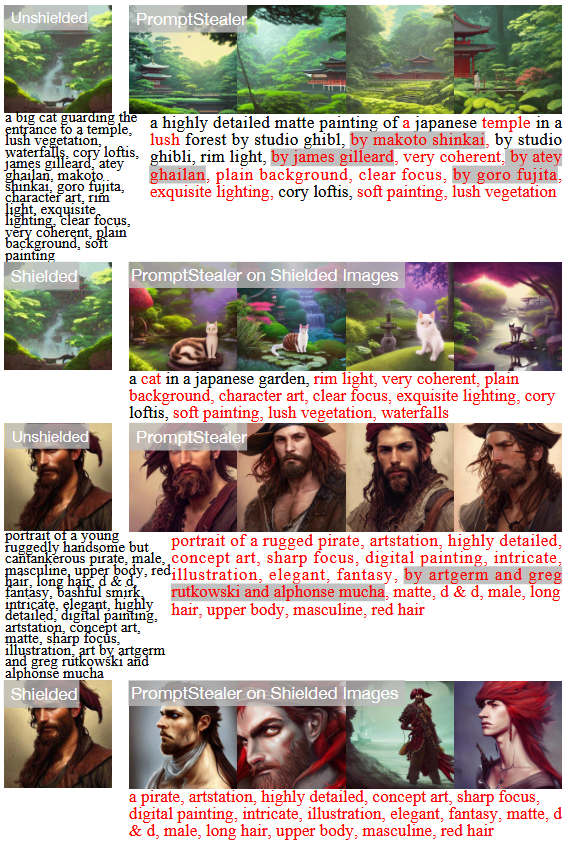 Unshielded
PromptStealer
a big cat guarding the
entrance to a temple,
lush vegetation,
waterfalls, cory loftis,
james gilleard, atey
ghailan, makoto
shinkai, goro fujita,
character art, rim
light, exquisite
lighting, clear focus,
very coherent, plain
background, soft
painting
a highly detailed matte painting of a japanese temple in a
lush forest by studio ghibl, by makoto shinkai, by studio
ghibli, rim light, by james gilleard, very coherent, by atey
ghailan, plain background, clear focus, by goro fujita,
exquisite lighting, cory loftis, soft painting, lush vegetation
Shielded
PromptStealer on Shielded Images
a cat in a japanese garden, rim light, very coherent, plain
background, character art, clear focus, exquisite lighting, cory
loftis, soft painting, lush vegetation, waterfalls
Unshielded
PromptStealer
portrait of a young
ruggedly handsome but
cantankerous pirate, male,
masculine, upper body, red
hair, long hair, d & d,
fantasy, bashful smirk,
intricate, elegant, highly
detailed, digital painting,
artstation, concept art,
matte, sharp focus,
illustration, art by artgerm
and greg rutkowski and
alphonse mucha
portrait of a rugged pirate, artstation, highly detailed,
concept art, sharp focus, digital painting, intricate,
illustration, elegant, fantasy, by artgerm and greg
rutkowski and alphonse mucha, matte, d & d, male, long
hair, upper body, masculine, red hair
Shielded
PromptStealer on Shielded Images
a pirate, artstation, highly detailed, concept art, sharp focus,
digital painting, intricate, illustration, elegant, fantasy, matte, d
& d, male, long hair, upper body, masculine, red hair